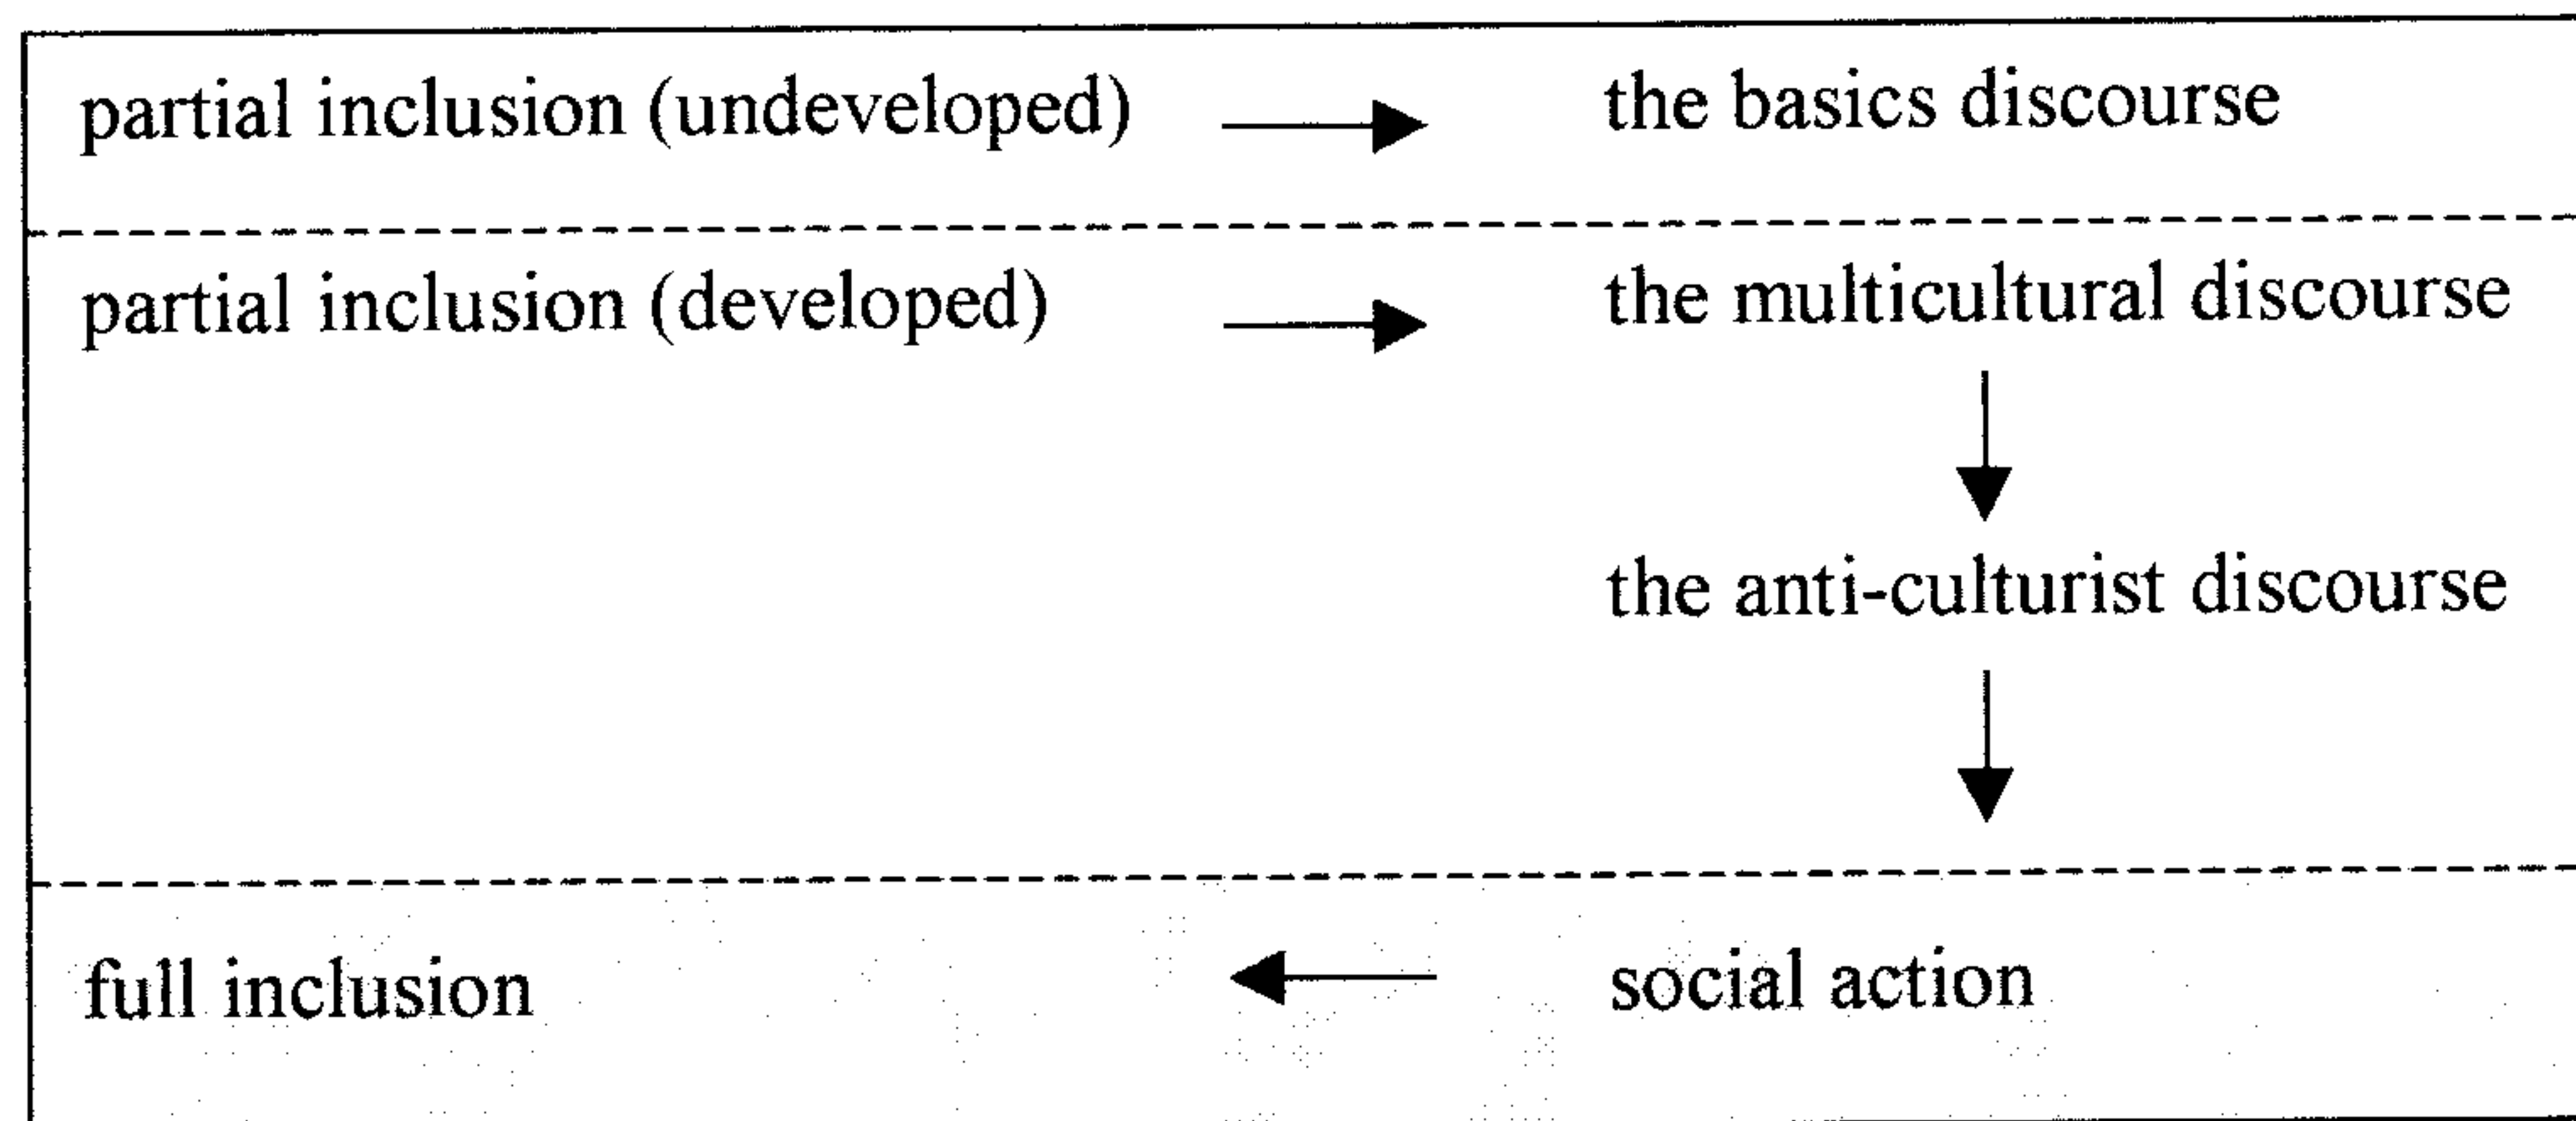 partial inclusion (undeveloped) the basics discourse
partial inclusion (developed) the multicultural discourse
the anti-culturist discourse
full inclusion social action